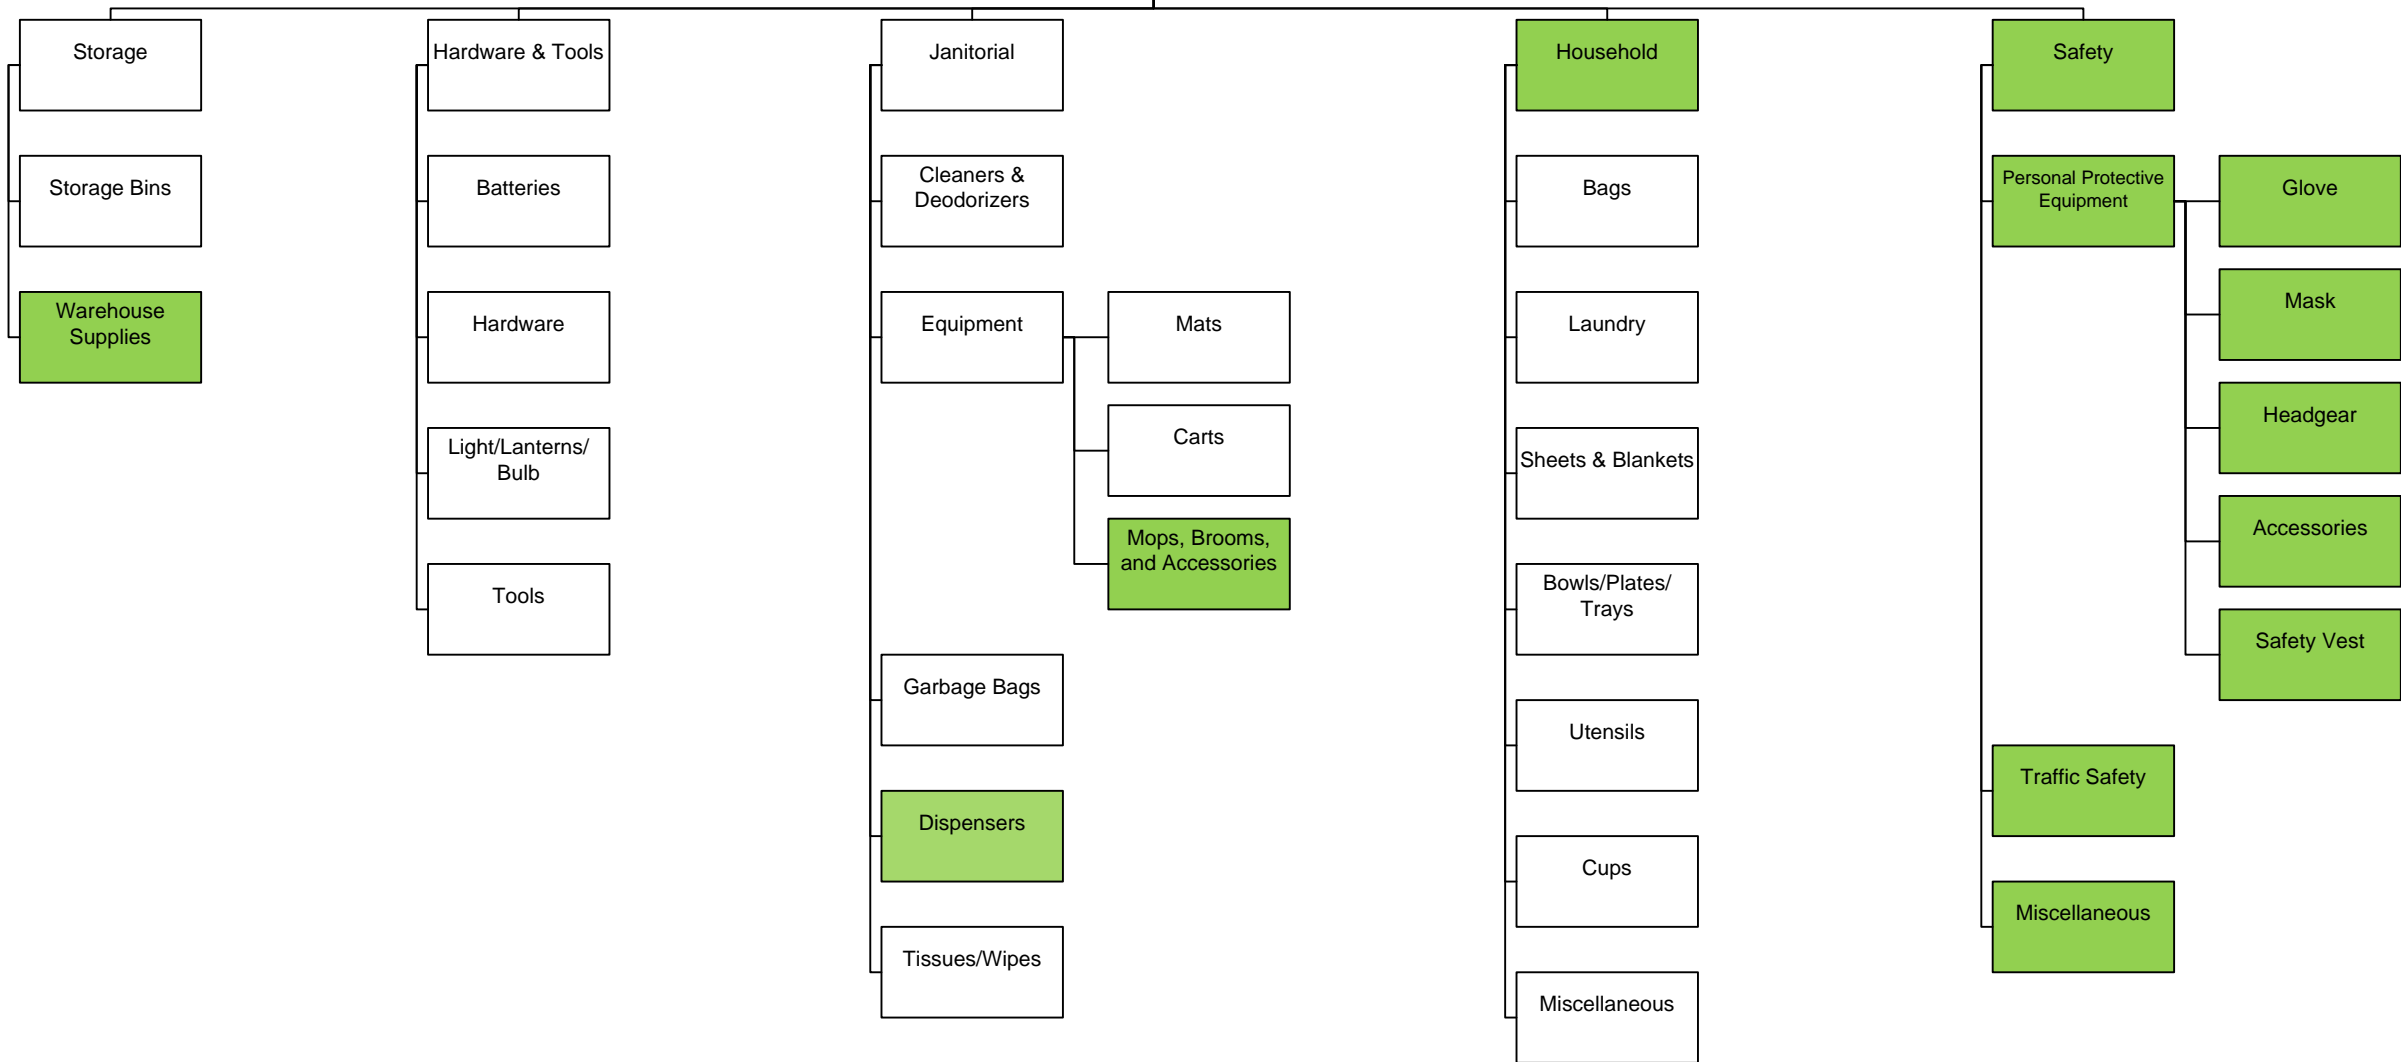 Storage
Storage Bins
Warehouse
Supplies
Hardware & Tools
Batteries
Hardware
Light/Lanterns/
Bulb
Tools
Janitorial
Cleaners &
Deodorizers
Equipment
Mats
Carts
Mops, Brooms,
and Accessories
Garbage Bags
Dispensers
Tissues/Wipes
Household
Bags
Laundry
Sheets & Blankets
Bowls/Plates/
Trays
Utensils
Cups
Miscellaneous
Safety
Personal Protective
Equipment
Glove
Mask
Headgear
Accessories
Safety Vest
Traffic Safety
Miscellaneous